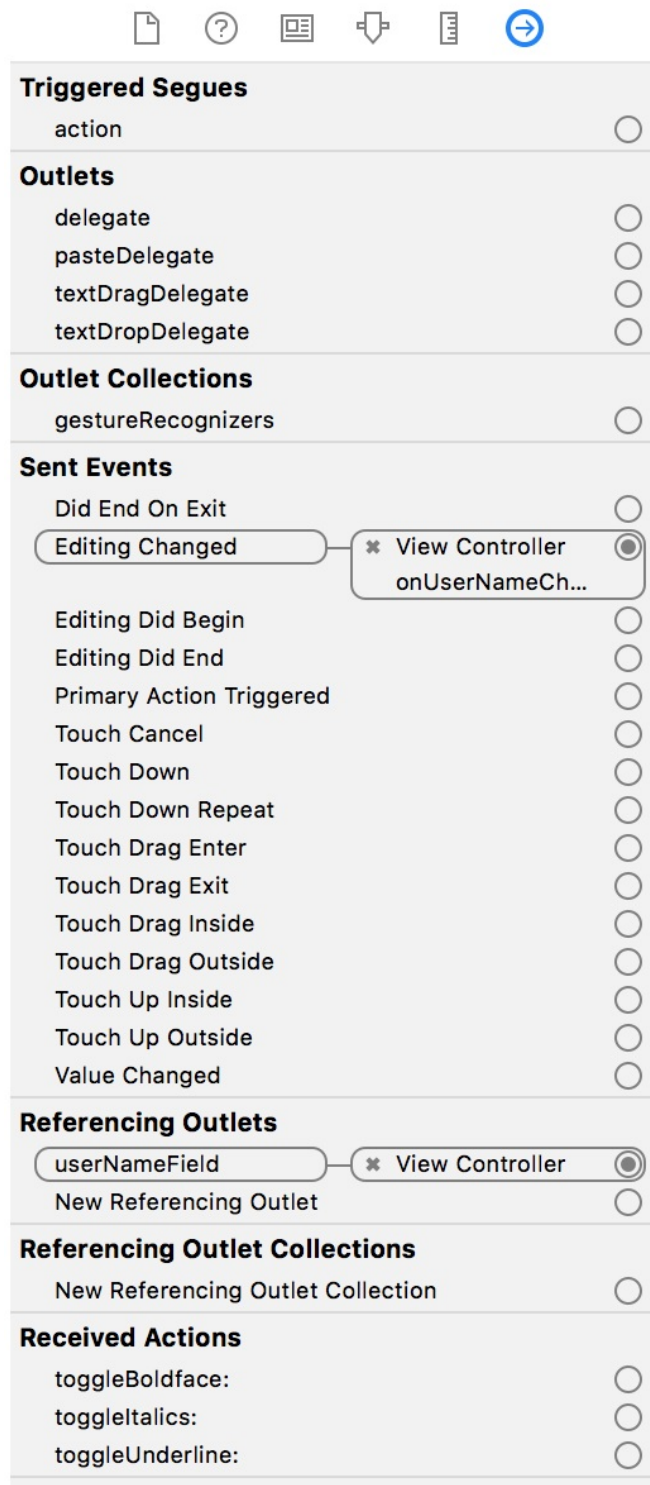 Triggered Segues
action
Outlets
delegate
pasteDelegate
textDragDelegate
textDropDelegate
Outlet Collections
gestureRecognizers
Sent Events
Did End On Exit
Editing Changed View Controller
onUserNameCh...
Editing Did Begin
Editing Did End
Primary Action Triggered
Touch Cancel
Touch Down
Touch Down Repeat
Touch Drag Enter
Touch Drag Exit
Touch Drag Inside
Touch Drag Outside
Touch Up Inside
Touch Up Outside
Value Changed
Referencing Outlets
userNameField View Controller
New Referencing Outlet
Referencing Outlet Collections
New Referencing Outlet Collection
Received Actions
toggleBoldface:
toggleItalics:
toggleUnderline: